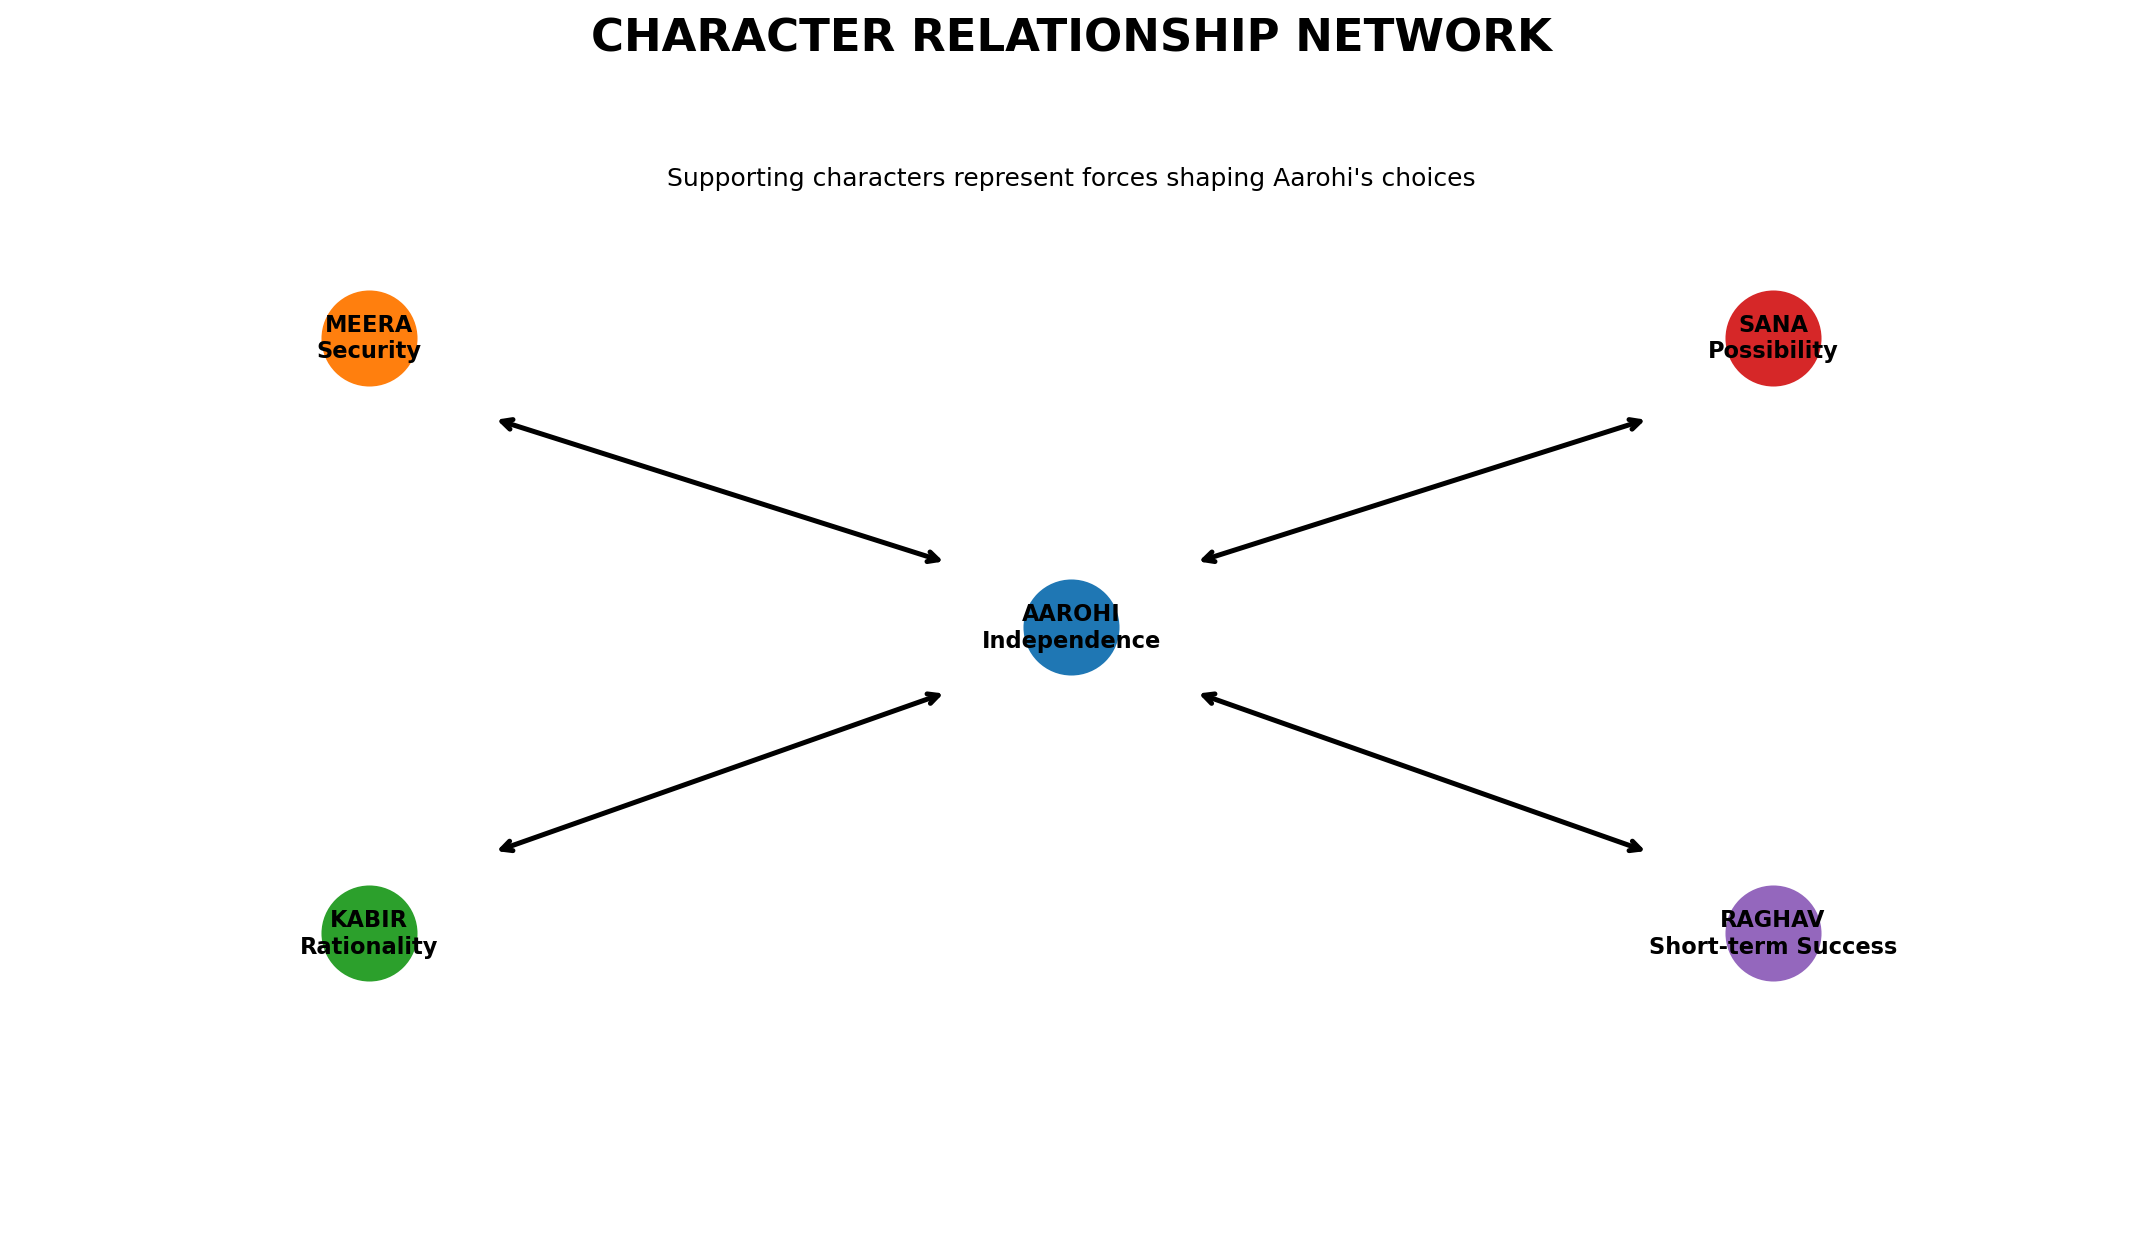 CHARACTER RELATIONSHIP NETWORK
Supporting characters represent forces shaping Aarohi's choices
MEERA
Security
SANA
Possibility
AAROHI
Independence
KABIR
Rationality
RAGHAV
Short-term Success